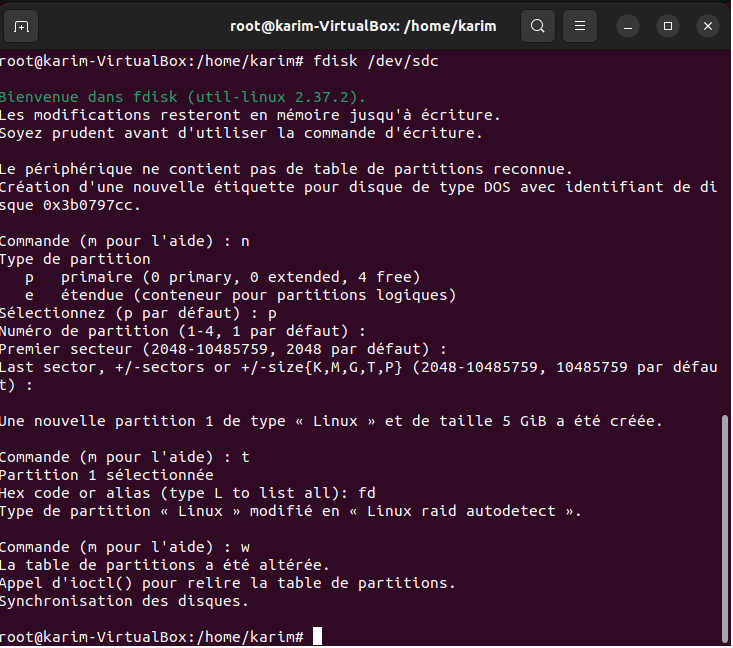 root@karim-VirtualBox: /home/karim
root@karim-VirtualBox:/home/karim# fdisk /dev/sdc
Bienvenue dans fdisk (util-linux 2.37.2).
Les modifications resteront en mémoire jusqu'à écriture.
Soyez prudent avant d'utiliser la commande d'écriture.
Le périphérique ne contient pas de table de partitions reconnue.
Création d'une nouvelle étiquette pour disque de type DOS avec identifiant de di
sque 0x3b0797cc.
Commande (m pour l'aide) : n
Type de partition
p   primaire (0 primary, 0 extended, 4 free)
e   étendue (conteneur pour partitions logiques)
Sélectionnez (p par défaut) : p
Numéro de partition (1-4, 1 par défaut) :
Premier secteur (2048-10485759, 2048 par défaut) :
Last sector, +/-sectors or +/-size{K,M,G,T,P} (2048-10485759, 10485759 par défau
t) :
Une nouvelle partition 1 de type « Linux » et de taille 5 GiB a été créée.
Commande (m pour l'aide) : t
Partition 1 sélectionnée
Hex code or alias (type L to list all): fd
Type de partition « Linux » modifié en « Linux raid autodetect ».
Commande (m pour l'aide) : w
La table de partitions a été altérée.
Appel d'ioctl() pour relire la table de partitions.
Synchronisation des disques.
root@karim-VirtualBox:/home/karim#